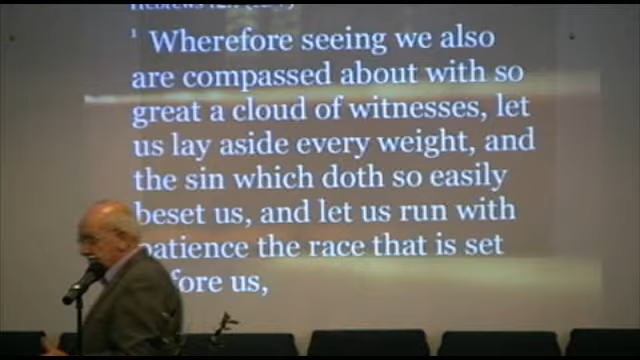 ¹ Wherefore seeing we also
are compassed about with so
great a cloud of witnesses, let
us lay aside every weight, and
the sin which doth so easily
beset us, and let us run with
patience the race that is set
fore us,